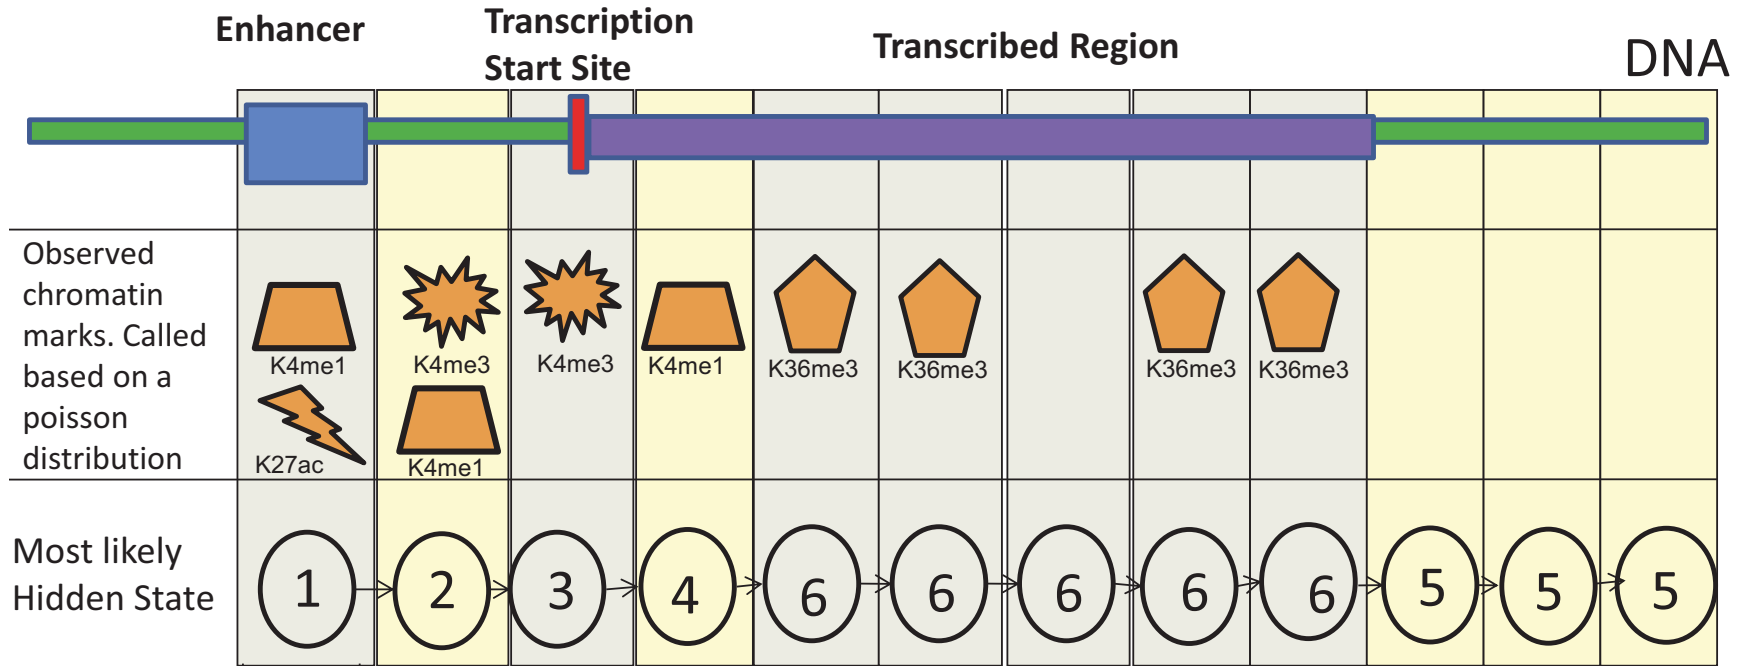 Enhancer
Transcription
Start Site
Transcribed Region
DNA
Observed
chromatin
marks. Called
based on a
poisson
distribution
K4me1
K4me3
K4me3
K4me1
K36me3
K36me3
K36me3
K36me3
K27ac
K4me1
Most likely
Hidden State
1
2
3
4
6
6
6
6
6
5
5
5